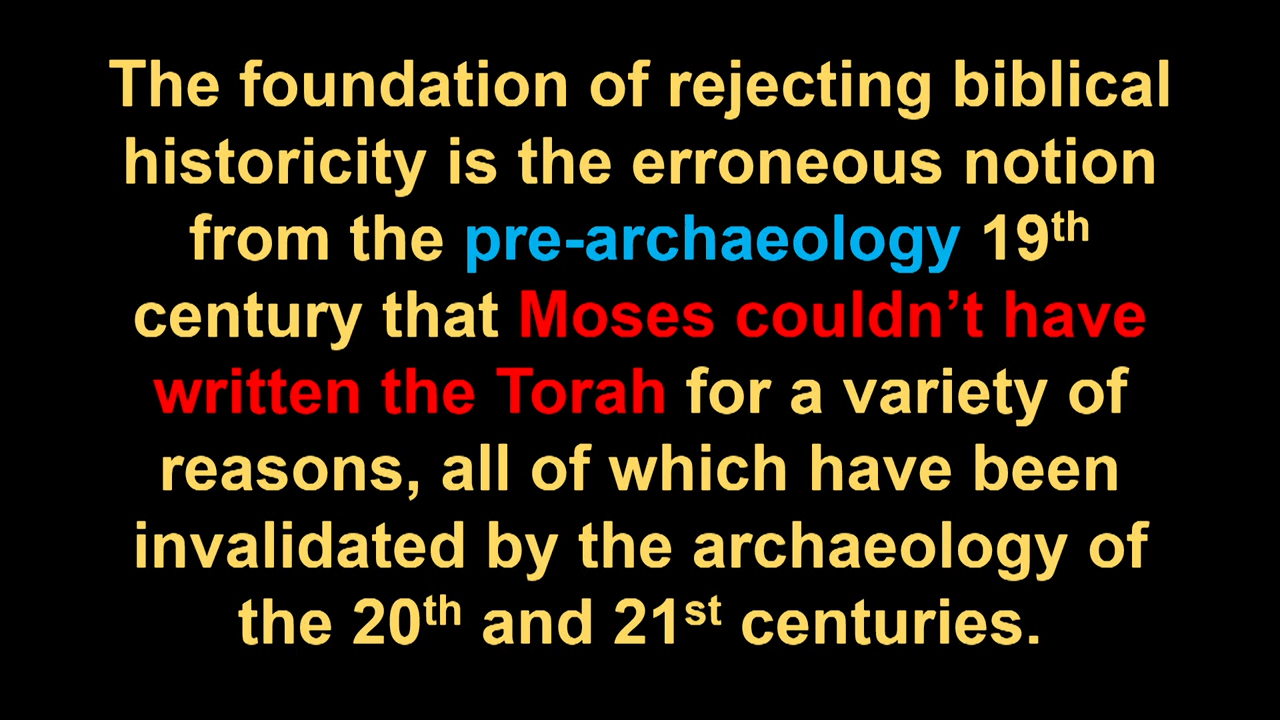 The foundation of rejecting biblical
historicity is the erroneous notion
from the pre-archaeology 19th
century that Moses couldn’t have
written the Torah for a variety of
reasons, all of which have been
invalidated by the archaeology of
the 20th and 21st centuries.